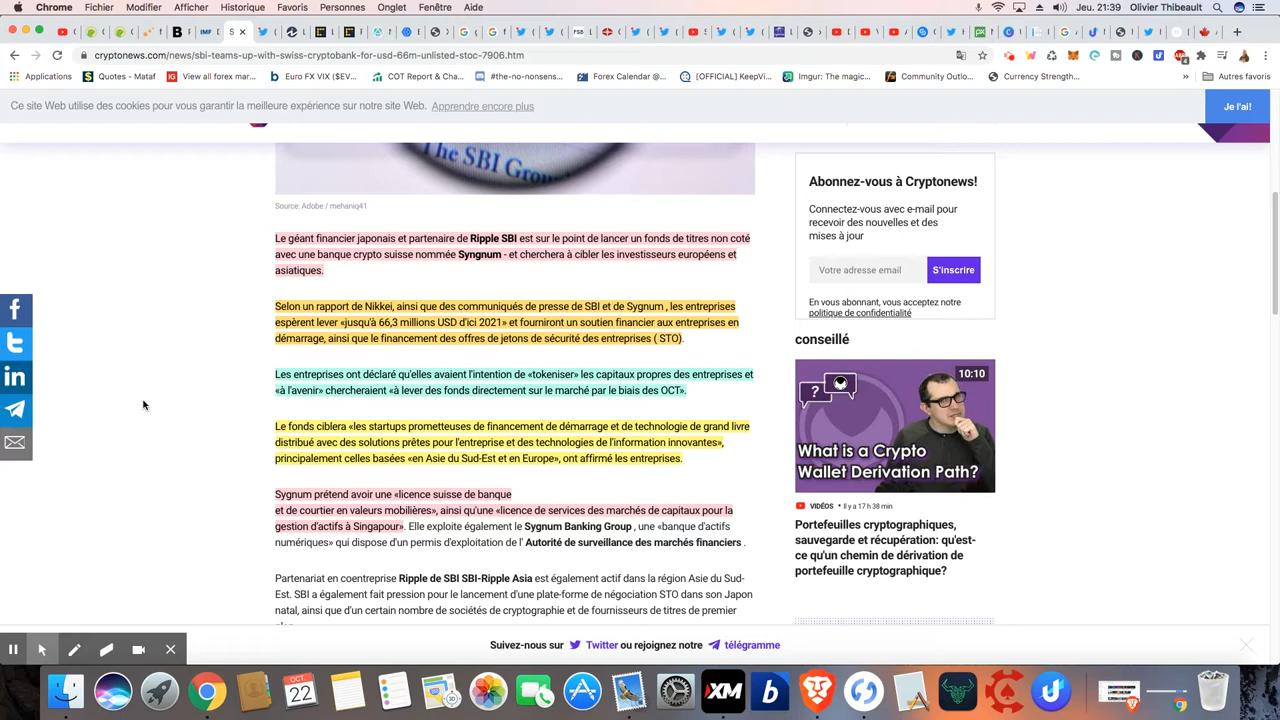 Chrome Fichier Modifier Affichage Historique Favoris Personnes Onglet Fenêtre Aide Jeu. 21:39 Olivier Thibeault
cryptonews.com/news/sbi-teams-up-with-swiss-cryptobank-for-usd-66m-unlisted-stoc-7906.htm
Applications Quotes - Mataf View all forex mar... Euro FX VIX ($EV... COT Report & Cha... #the-no-nonsens... Forex Calendar @... [OFFICIAL] KeepVi... Imgur: The magic... Community Outlo... Currency Strength... » Autres favoris
Ce site Web utilise des cookies pour vous garantir la meilleure expérience sur notre site Web. Apprendre encore plus
Je l'ai!
The SBI Grou
Source: Adobe / mehaniq41
Le géant financier japonais et partenaire de Ripple SBI est sur le point de lancer un fonds de titres non coté
avec une banque crypto suisse nommée Syngnum - et cherchera à cibler les investisseurs européens et
asiatiques.
Selon un rapport de Nikkei, ainsi que des communiqués de presse de SBI et de Sygnum , les entreprises
espèrent lever «jusqu'à 66,3 millions USD d'ici 2021» et fourniront un soutien financier aux entreprises en
démarrage, ainsi que le financement des offres de jetons de sécurité des entreprises ( STO).
Les entreprises ont déclaré qu'elles avaient l'intention de «tokeniser» les capitaux propres des entreprises et
«à l'avenir» chercheraient «à lever des fonds directement sur le marché par le biais des OCT».
Le fonds ciblera «les startups prometteuses de financement de démarrage et de technologie de grand livre
distribué avec des solutions prêtes pour l'entreprise et des technologies de l'information innovantes»,
principalement celles basées «en Asie du Sud-Est et en Europe», ont affirmé les entreprises.
Sygnum prétend avoir une «licence suisse de banque
et de courtier en valeurs mobilières», ainsi qu'une «licence de services des marchés de capitaux pour la
gestion d'actifs à Singapour». Elle exploite également le Sygnum Banking Group , une «banque d'actifs
numériques» qui dispose d'un permis d'exploitation de l' Autorité de surveillance des marchés financiers .
Partenariat en coentreprise Ripple de SBI SBI-Ripple Asia est également actif dans la région Asie du Sud-
Est. SBI a également fait pression pour le lancement d'une plate-forme de négociation STO dans son Japon
natal, ainsi que d'un certain nombre de sociétés de cryptographie et de fournisseurs de titres de premier
Abonnez-vous à Cryptonews!
Connectez-vous avec e-mail pour
recevoir des nouvelles et des
mises à jour
Votre adresse email S'inscrire
En vous abonnant, vous acceptez notre
politique de confidentialité
conseillé
10:10
What is a Crypto
Wallet Derivation Path?
VIDÉOS • Il y a 17 h 38 min
Portefeuilles cryptographiques,
sauvegarde et récupération: qu'est-
ce qu'un chemin de dérivation de
portefeuille cryptographique?
Suivez-nous sur Twitter ou rejoignez notre télégramme
OCT.
22
XM
b